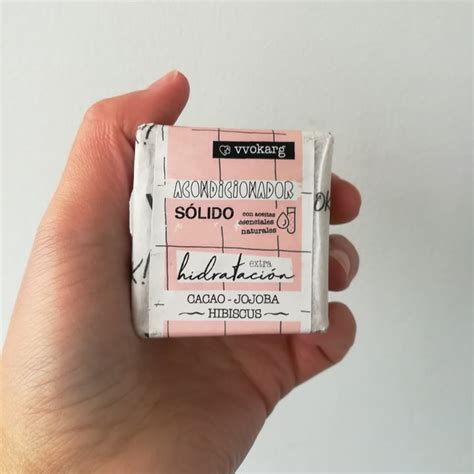 vvokarg
ACONDICIONADOR
SÓLIDO
con aceites
esenciales
naturales
extra
hidratación
CACAO - JOJOBA
- HIBISCUS -